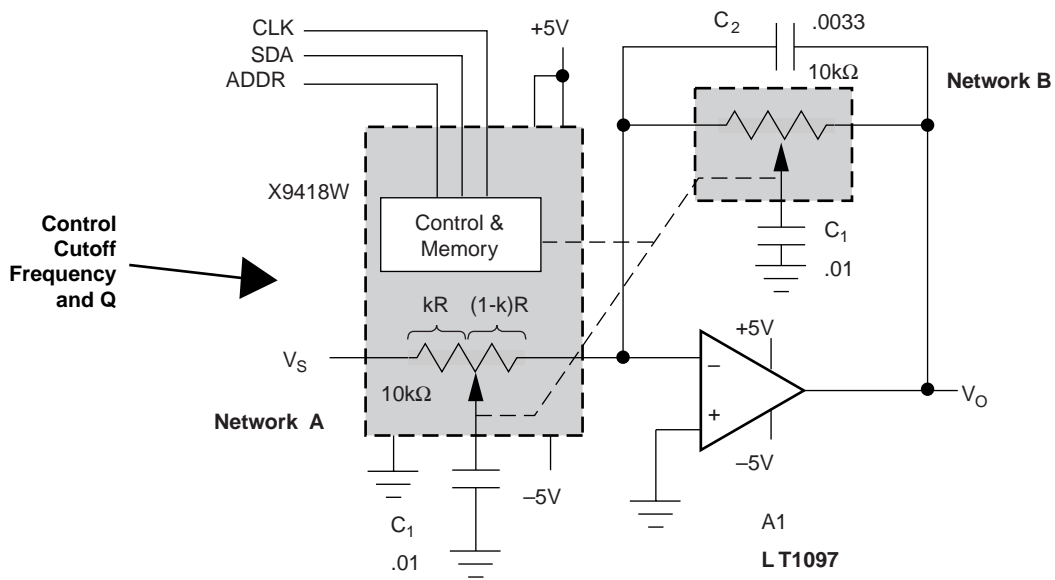 CLK
SDA
ADDR
+5V
C2 .0033
10kΩ
Network B
X9418W
Control &
Memory
Control
Cutoff
Frequency
and Q
C1
.01
kR (1-k)R
VS
10kΩ
Network A
+5V
–
+
VO
–5V
–5V
C1
.01
A1
LT1097